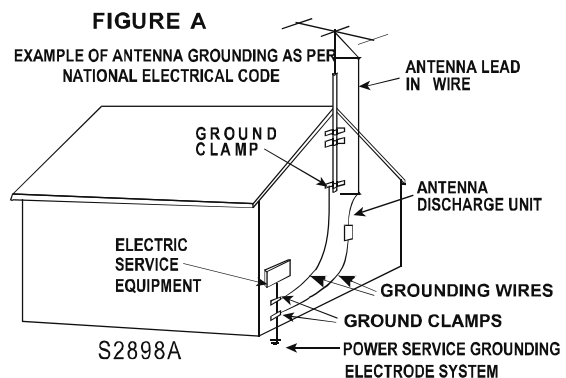 FIGURE A
EXAMPLE OF ANTENNA GROUNDING AS PER
NATIONAL ELECTRICAL CODE
ANTENNA LEAD
IN WIRE
GROUND
CLAMP
ANTENNA
DISCHARGE UNIT
ELECTRIC
SERVICE
EQUIPMENT
GROUNDING WIRES
GROUND CLAMPS
S2898A
POWER SERVICE GROUNDING
ELECTRODE SYSTEM